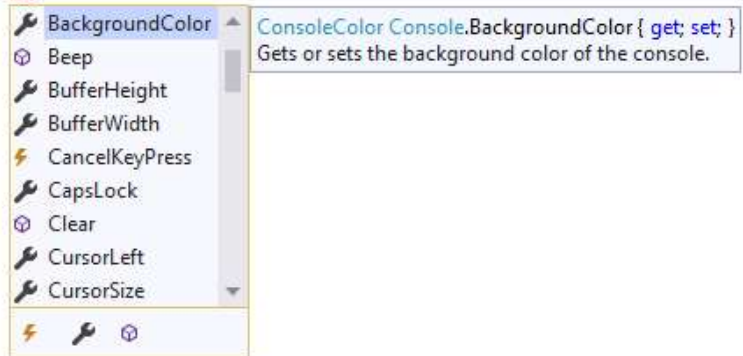 BackgroundColor
Beep
BufferHeight
BufferWidth
CancelKeyPress
CapsLock
Clear
CursorLeft
CursorSize
ConsoleColor Console.BackgroundColor { get; set; }
Gets or sets the background color of the console.